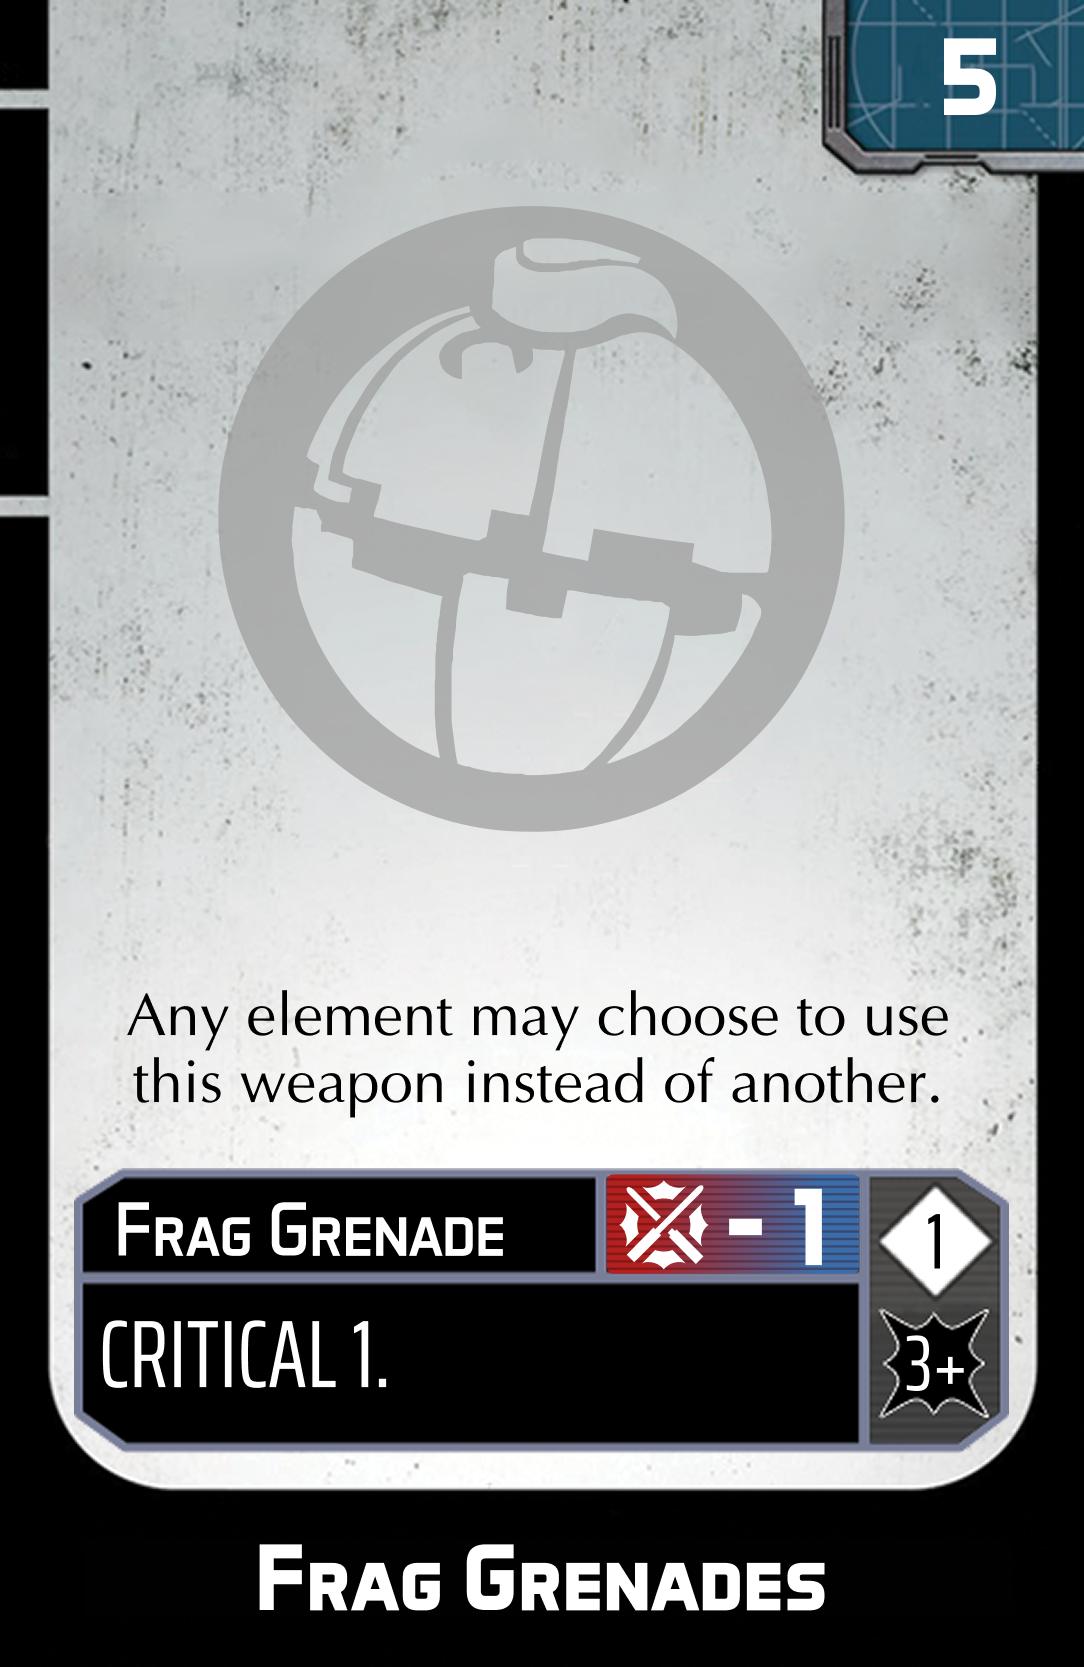 5
Any element may choose to use
this weapon instead of another.
Frag Grenade
- 1
1
CRITICAL 1.
3+
Frag Grenades